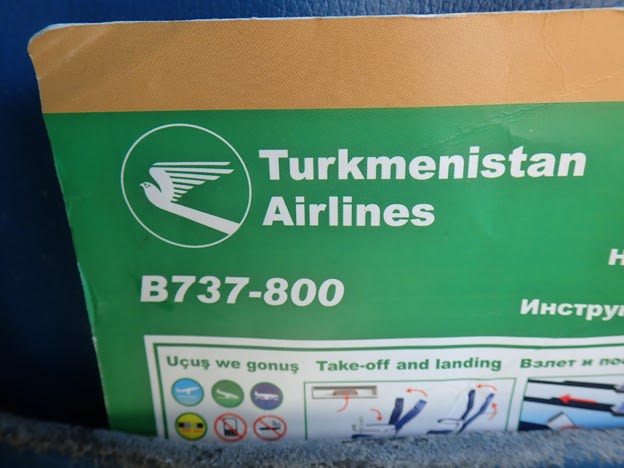 Turkmenistan
Airlines
B737-800
Uçuş we gonuş
Take-off and landing
Взлет и